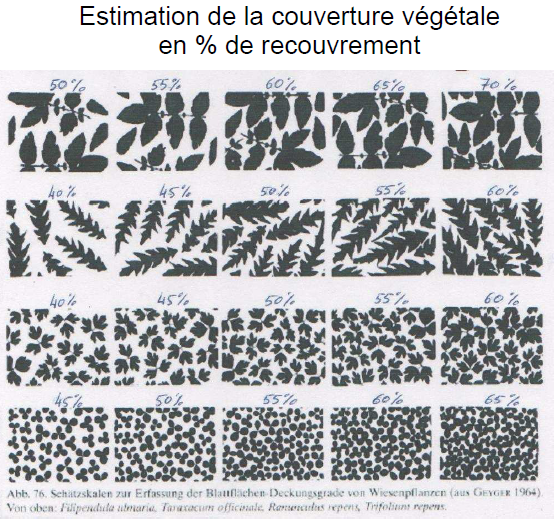 Estimation de la couverture végétale
en % de recouvrement
50% 55% 60% 65% 70%
40% 45% 50% 55% 60%
40% 45% 50% 55% 60%
45% 50% 55% 60% 65%
Abb. 76. Schätzskalen zur Erfassung der Blattflächen-Deckungsgrade von Wiesenpflanzen (aus GEYGER 1964).
Von oben: Filipendula ulmaria, Taraxacum officinale, Ranunculus repens, Trifolium repens.